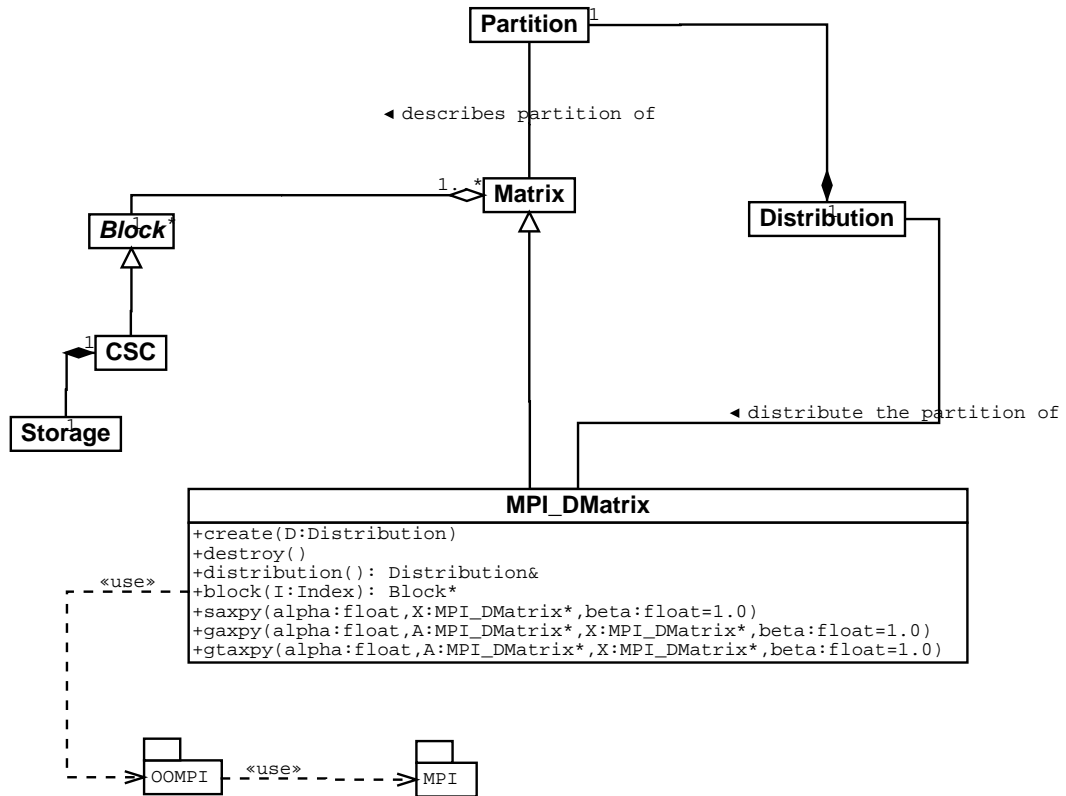 Partition
1
◄ describes partition of
1..*
Matrix
Block
1
*
Distribution
1
1
CSC
◄ distribute the partition of
Storage
1
MPI_DMatrix
+create(D:Distribution)
+destroy()
+distribution(): Distribution&
«use»
+block(I:Index): Block*
+saxpy(alpha:float,X:MPI_DMatrix*,beta:float=1.0)
+gaxpy(alpha:float,A:MPI_DMatrix*,X:MPI_DMatrix*,beta:float=1.0)
+gtaxpy(alpha:float,A:MPI_DMatrix*,X:MPI_DMatrix*,beta:float=1.0)
OOMPI
«use»
MPI